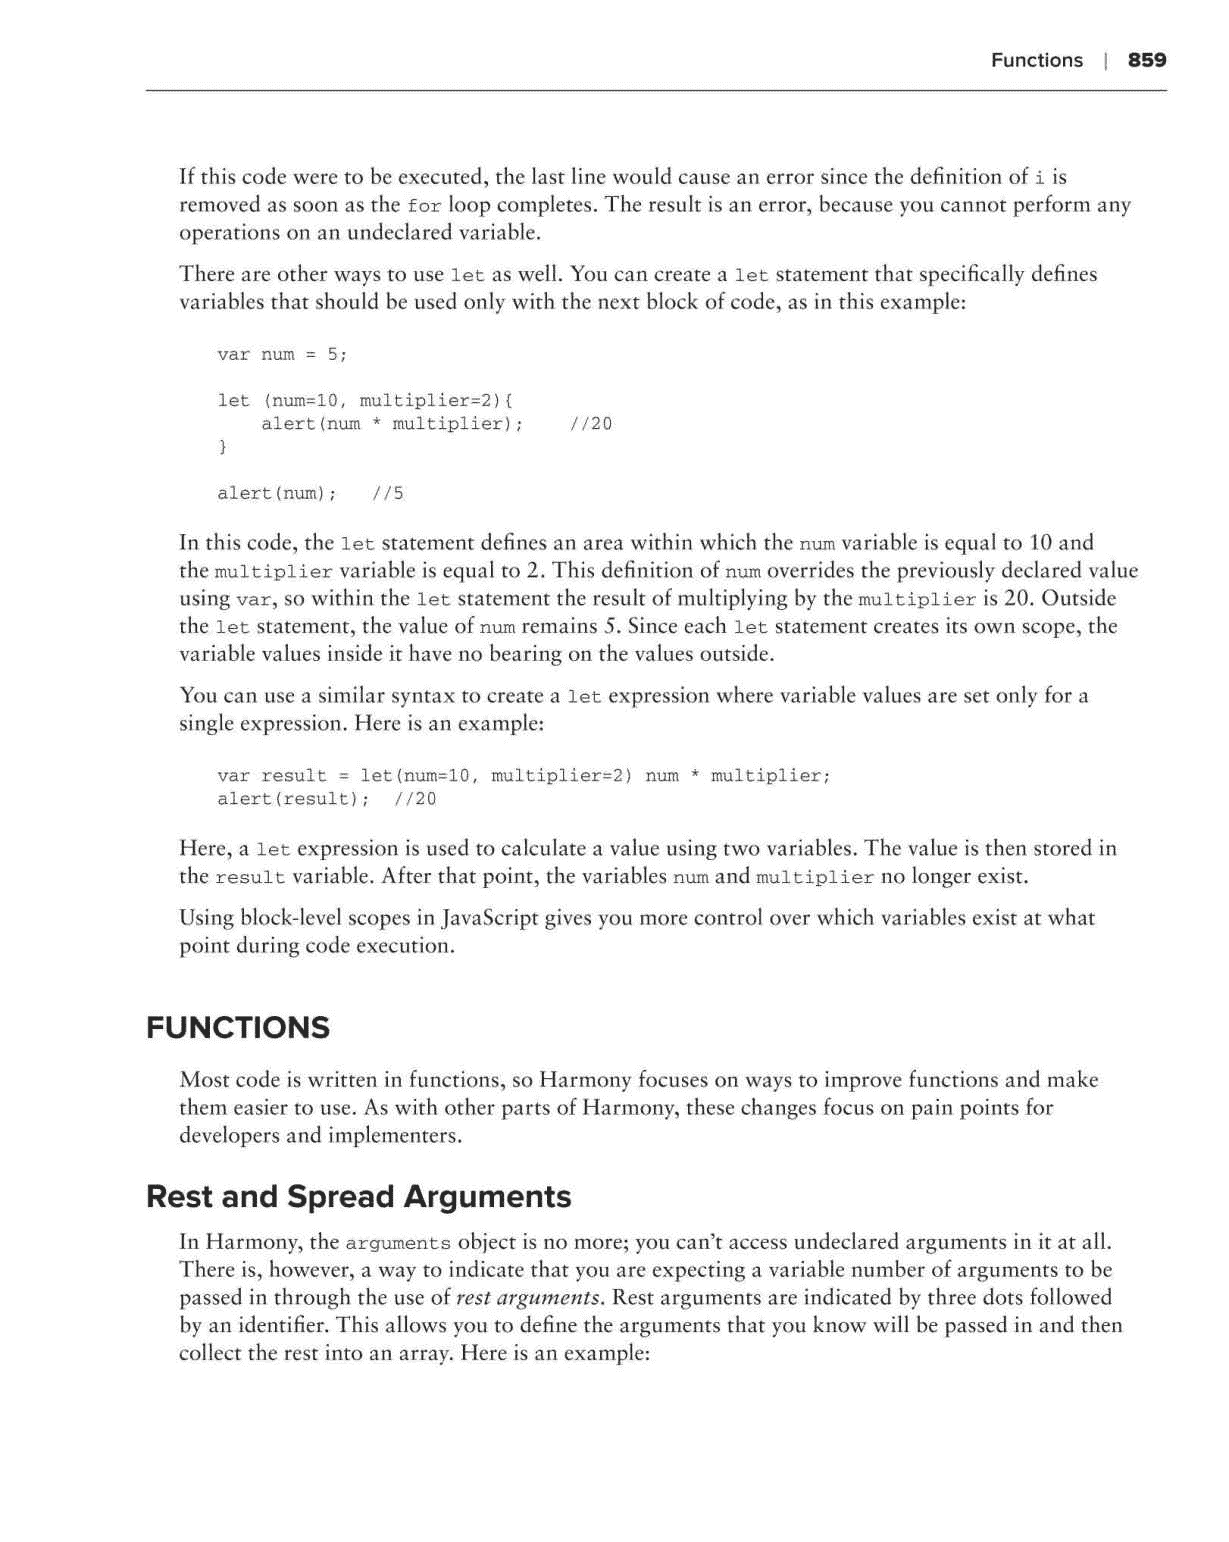 Functions | 859
If this code were to be executed, the last line would cause an error since the definition of i is
removed as soon as the for loop completes. The result is an error, because you cannot perform any
operations on an undeclared variable.
There are other ways to use let as well. You can create a let statement that specifically defines
variables that should be used only with the next block of code, as in this example:
var num = 5;
let (num=10, multiplier=2){
    alert(num * multiplier);    //20
}
alert(num);   //5
In this code, the let statement defines an area within which the num variable is equal to 10 and
the multiplier variable is equal to 2. This definition of num overrides the previously declared value
using var, so within the let statement the result of multiplying by the multiplier is 20. Outside
the let statement, the value of num remains 5. Since each let statement creates its own scope, the
variable values inside it have no bearing on the values outside.
You can use a similar syntax to create a let expression where variable values are set only for a
single expression. Here is an example:
var result = let(num=10, multiplier=2) num * multiplier;
alert(result);  //20
Here, a let expression is used to calculate a value using two variables. The value is then stored in
the result variable. After that point, the variables num and multiplier no longer exist.
Using block-level scopes in JavaScript gives you more control over which variables exist at what
point during code execution.
FUNCTIONS
Most code is written in functions, so Harmony focuses on ways to improve functions and make
them easier to use. As with other parts of Harmony, these changes focus on pain points for
developers and implementers.
Rest and Spread Arguments
In Harmony, the arguments object is no more; you can't access undeclared arguments in it at all.
There is, however, a way to indicate that you are expecting a variable number of arguments to be
passed in through the use of rest arguments. Rest arguments are indicated by three dots followed
by an identifier. This allows you to define the arguments that you know will be passed in and then
collect the rest into an array. Here is an example: